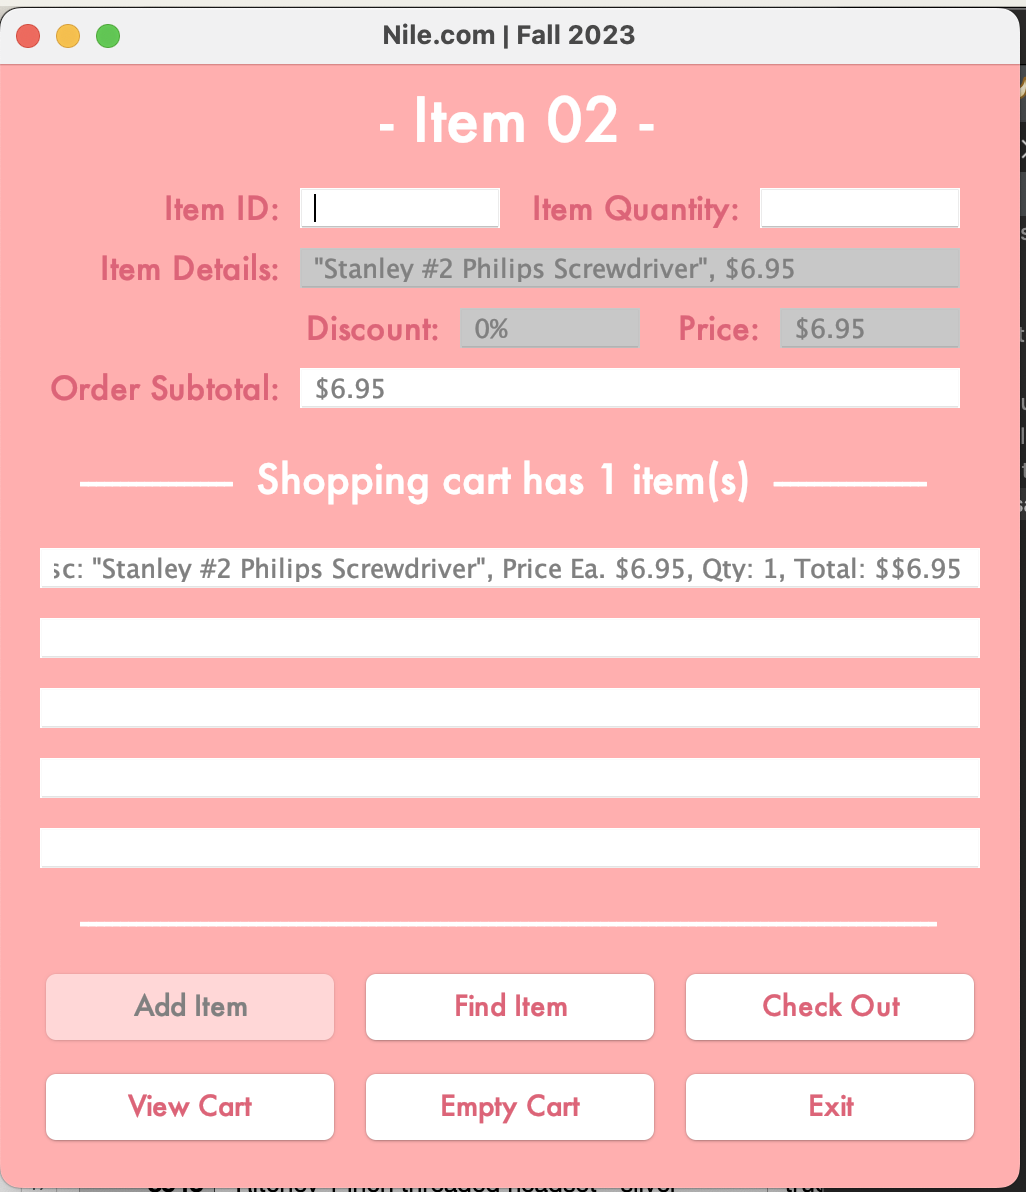 Nile.com | Fall 2023
- Item 02 -
Item ID: Item Quantity:
Item Details: "Stanley #2 Philips Screwdriver", $6.95
Discount: 0% Price: $6.95
Order Subtotal: $6.95
Shopping cart has 1 item(s)
sc: "Stanley #2 Philips Screwdriver", Price Ea. $6.95, Qty: 1, Total: $$6.95
Add Item Find Item Check Out
View Cart Empty Cart Exit